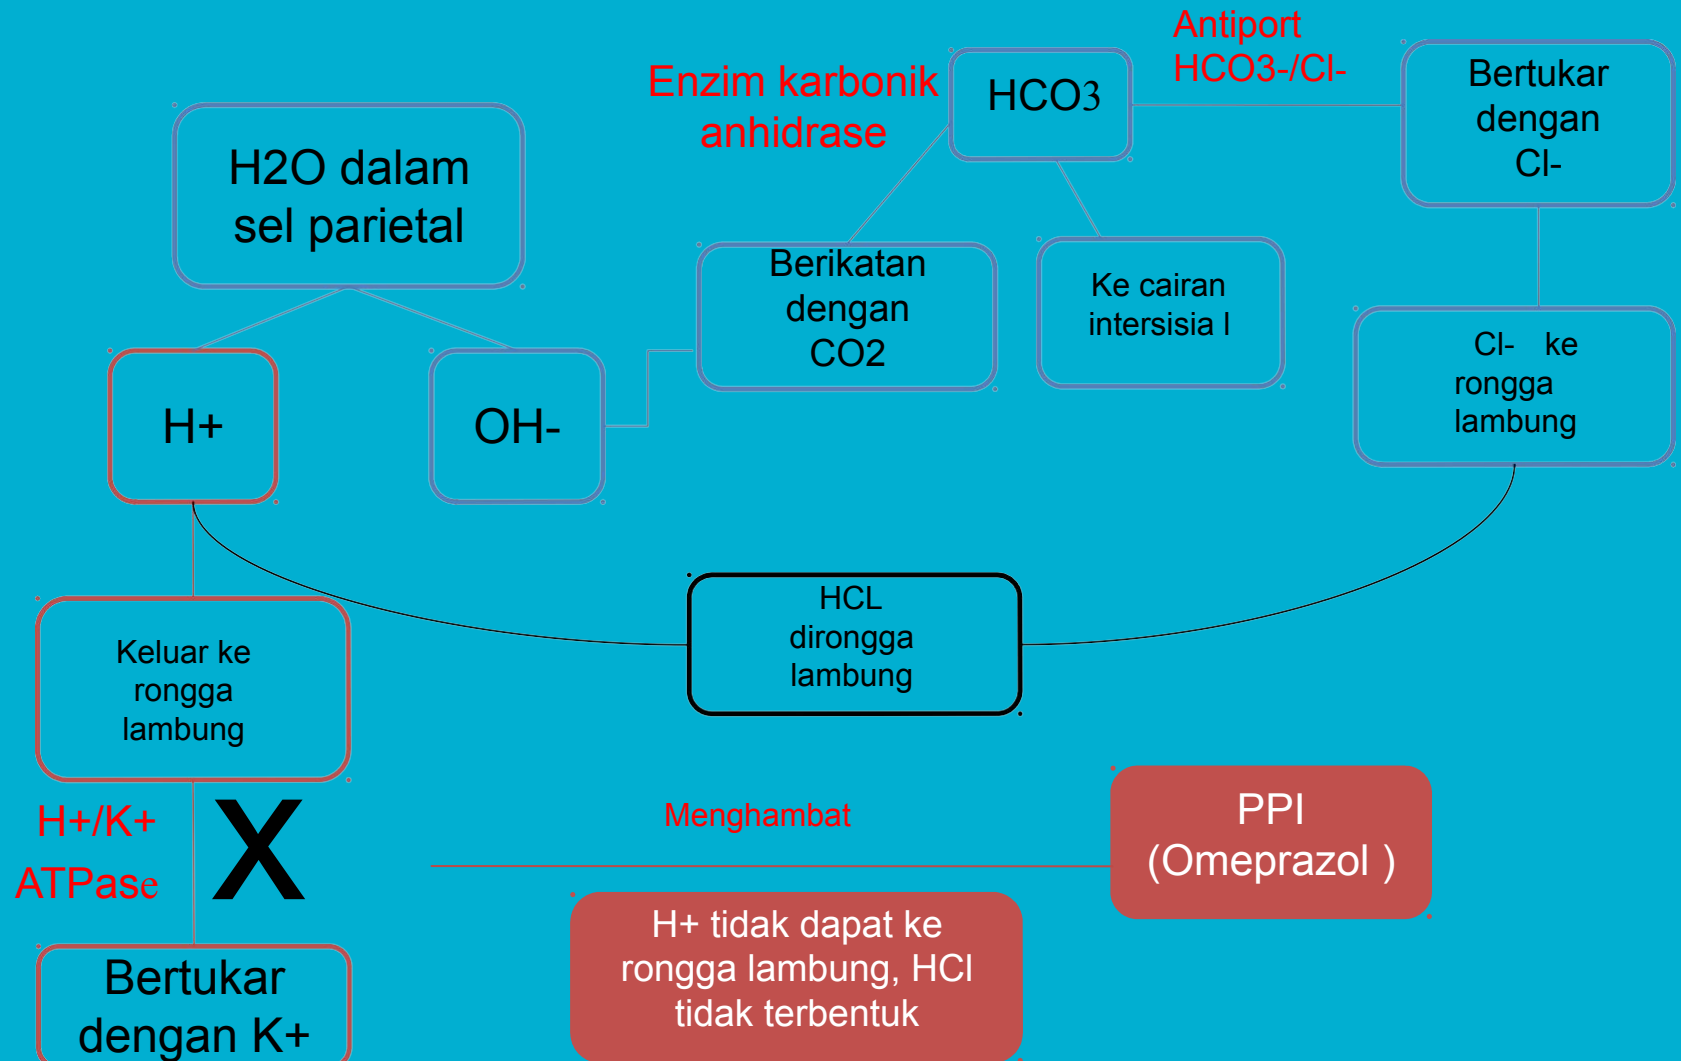 Antiport
HCO3-/Cl-
Enzim karbonik
anhidrase
HCO3
Bertukar
dengan
Cl-
H2O dalam
sel parietal
Berikatan
dengan
CO2
Ke cairan
intersisia l
Cl- ke
rongga
lambung
H+
OH-
HCL
dirongga
lambung
Keluar ke
rongga
lambung
H+/K+
ATPase
X
Menghambat
PPI
(Omeprazol )
H+ tidak dapat ke
rongga lambung, HCl
tidak terbentuk
Bertukar
dengan K+